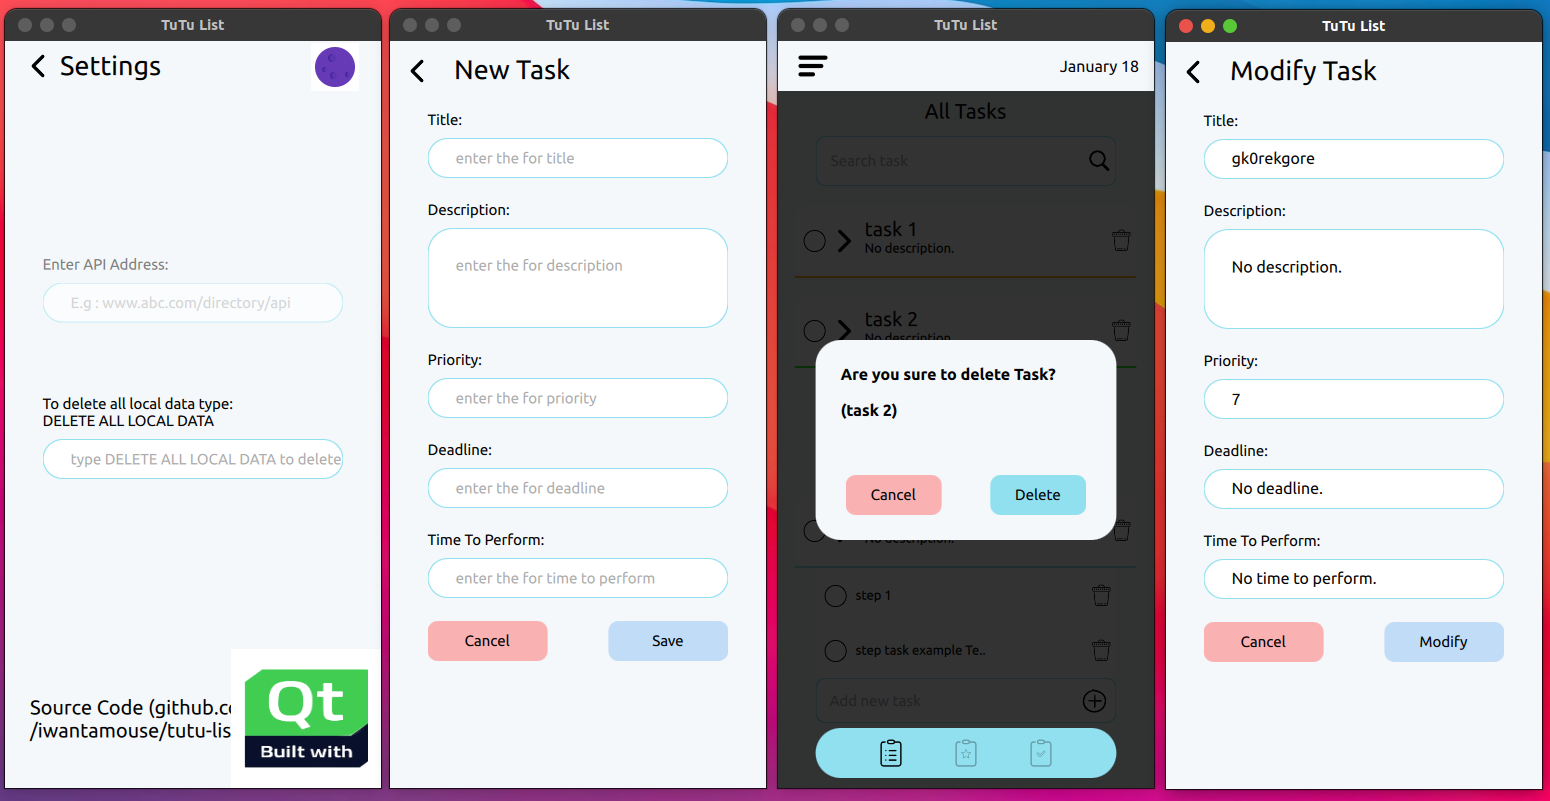 TuTu List
Settings
Enter API Address:
E.g : www.abc.com/directory/api
To delete all local data type:
DELETE ALL LOCAL DATA
type DELETE ALL LOCAL DATA to delete
Source Code (github.co
/iwantamouse/tutu-lis
Qt
Built with
TuTu List
New Task
Title:
enter the for title
Description:
enter the for description
Priority:
enter the for priority
Deadline:
enter the for deadline
Time To Perform:
enter the for time to perform
Cancel
Save
TuTu List
January 18
All Tasks
Search task
task 1
No description.
task 2
No description.
Are you sure to delete Task?
(task 2)
Cancel
Delete
No description.
step 1
step task example Te..
Add new task
TuTu List
Modify Task
Title:
gk0rekgore
Description:
No description.
Priority:
7
Deadline:
No deadline.
Time To Perform:
No time to perform.
Cancel
Modify